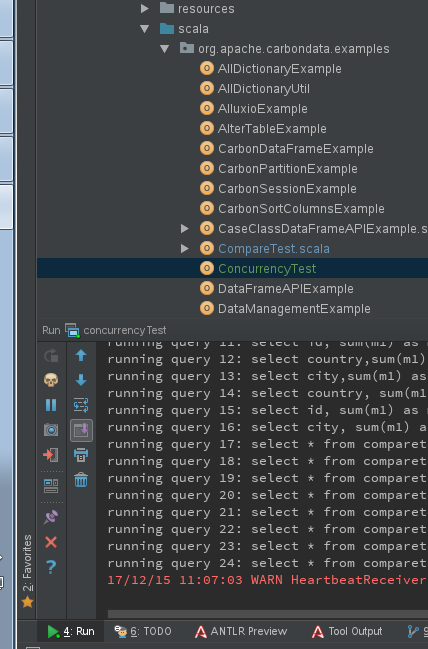 resources
scala
org.apache.carbondata.examples
AllDictionaryExample
AllDictionaryUtil
AlluxioExample
AlterTableExample
CarbonDataFrameExample
CarbonPartitionExample
CarbonSessionExample
CarbonSortColumnsExample
CaseClassDataFrameAPIExample.s
CompareTest.scala
ConcurrencyTest
DataFrameAPIExample
DataManagementExample
Run concurrencyTest
running query 11: select id, sum(m1) as
running query 12: select country,sum(m1)
running query 13: select city,sum(m1) as
running query 14: select country, sum(m1
running query 15: select id, sum(m1) as
running query 16: select city, sum(m1) a
running query 17: select * from comparet
running query 18: select * from comparet
running query 19: select * from comparet
running query 20: select * from comparet
running query 21: select * from comparet
running query 22: select * from comparet
running query 23: select * from comparet
running query 24: select * from comparet
17/12/15 11:07:03 WARN HeartbeatReceiver
2: Favorites
4: Run 6: TODO ANTLR Preview Tool Output 9